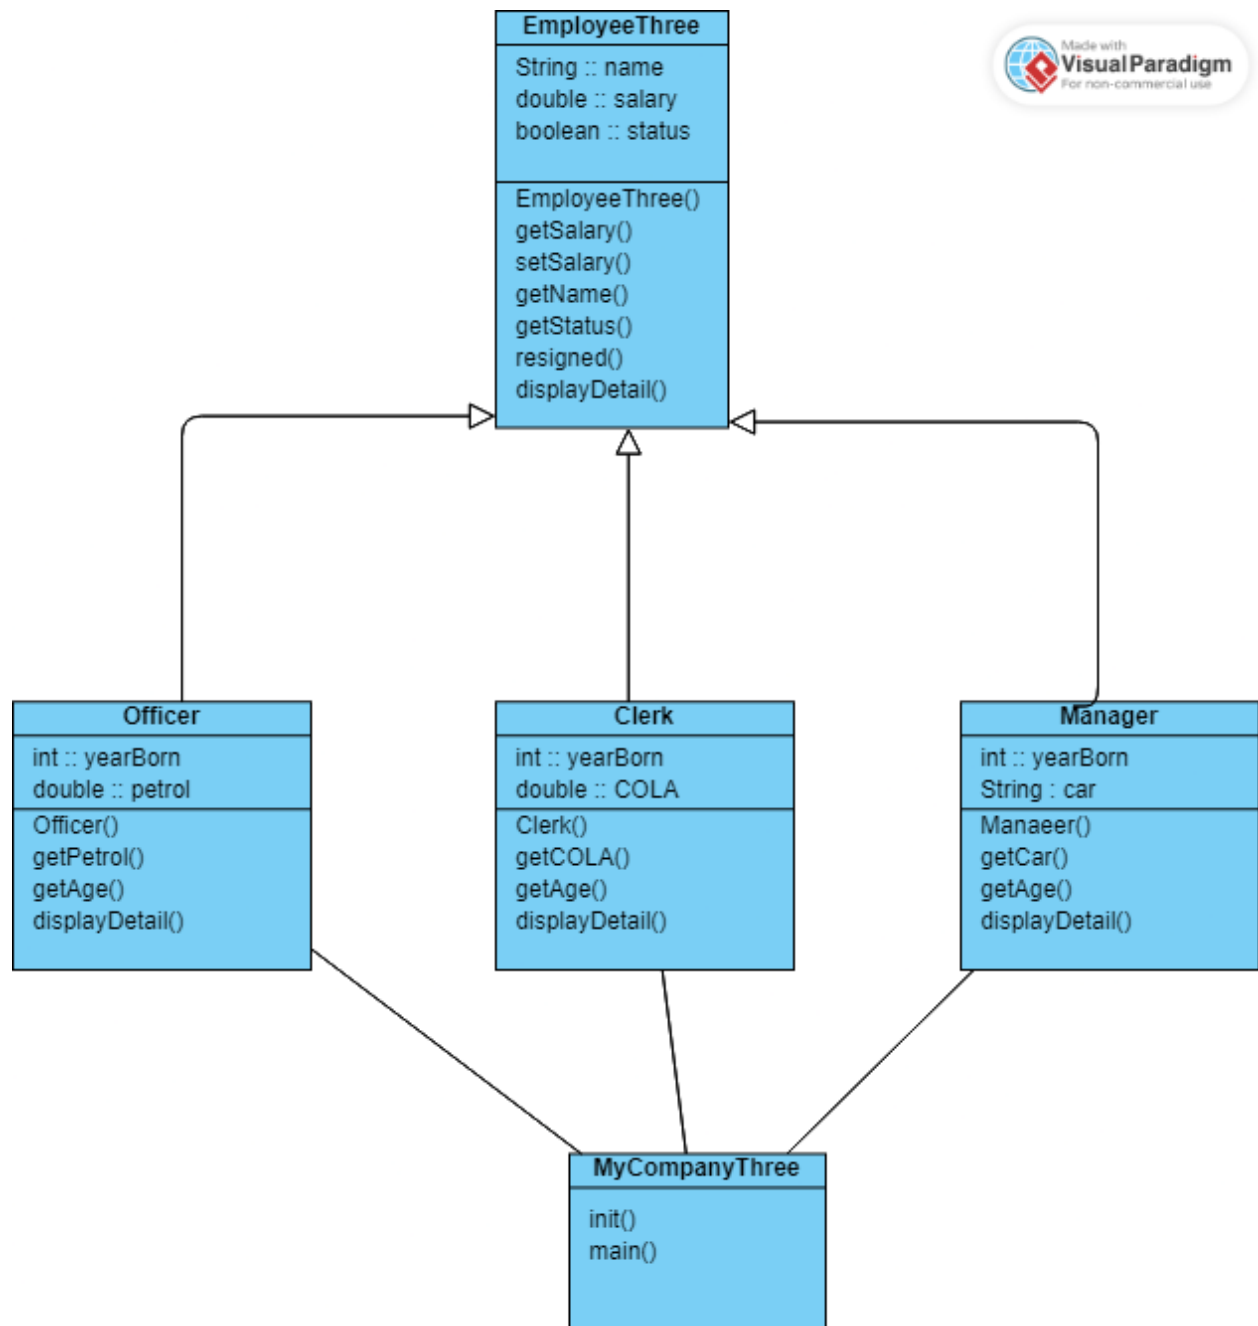 EmployeeThree
String :: name
double :: salary
boolean :: status
EmployeeThree()
getSalary()
setSalary()
getName()
getStatus()
resigned()
displayDetail()
Made with
Visual Paradigm
For non-commercial use
Officer
int :: yearBorn
double :: petrol
Officer()
getPetrol()
getAge()
displayDetail()
Clerk
int :: yearBorn
double :: COLA
Clerk()
getCOLA()
getAge()
displayDetail()
Manager
int :: yearBorn
String : car
Manaeer()
getCar()
getAge()
displayDetail()
MyCompanyThree
init()
main()